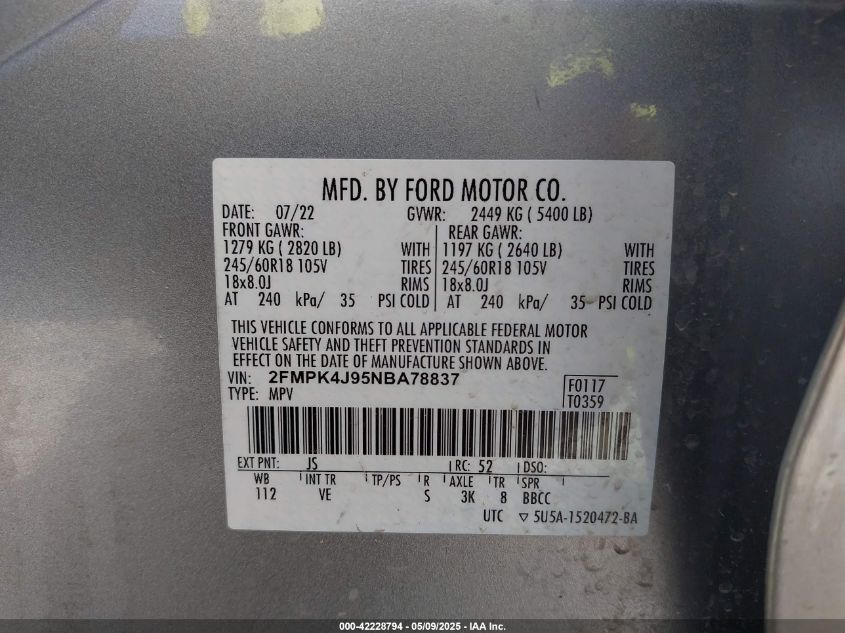 MFD. BY FORD MOTOR CO.
DATE: 07/22 GVWR: 2449 KG ( 5400 LB)
FRONT GAWR: REAR GAWR:
1279 KG ( 2820 LB) WITH 1197 KG ( 2640 LB) WITH
245/60R18 105V TIRES 245/60R18 105V TIRES
18x8.0J RIMS 18x8.0J RIMS
AT 240 kPa/ 35 PSI COLD AT 240 kPa/ 35 PSI COLD
THIS VEHICLE CONFORMS TO ALL APPLICABLE FEDERAL MOTOR
VEHICLE SAFETY AND THEFT PREVENTION STANDARDS IN
EFFECT ON THE DATE OF MANUFACTURE SHOWN ABOVE.
VIN: 2FMPK4J95NBA78837 F0117
TYPE: MPV T0359
EXT PNT: JS RC: 52 DSO:
WB INT TR TP/PS R AXLE TR SPR
112 VE S 3K 8 BBCC
UTC ▽ 5U5A-1520472-BA
000-42228794 - 05/09/2025 - IAA Inc.